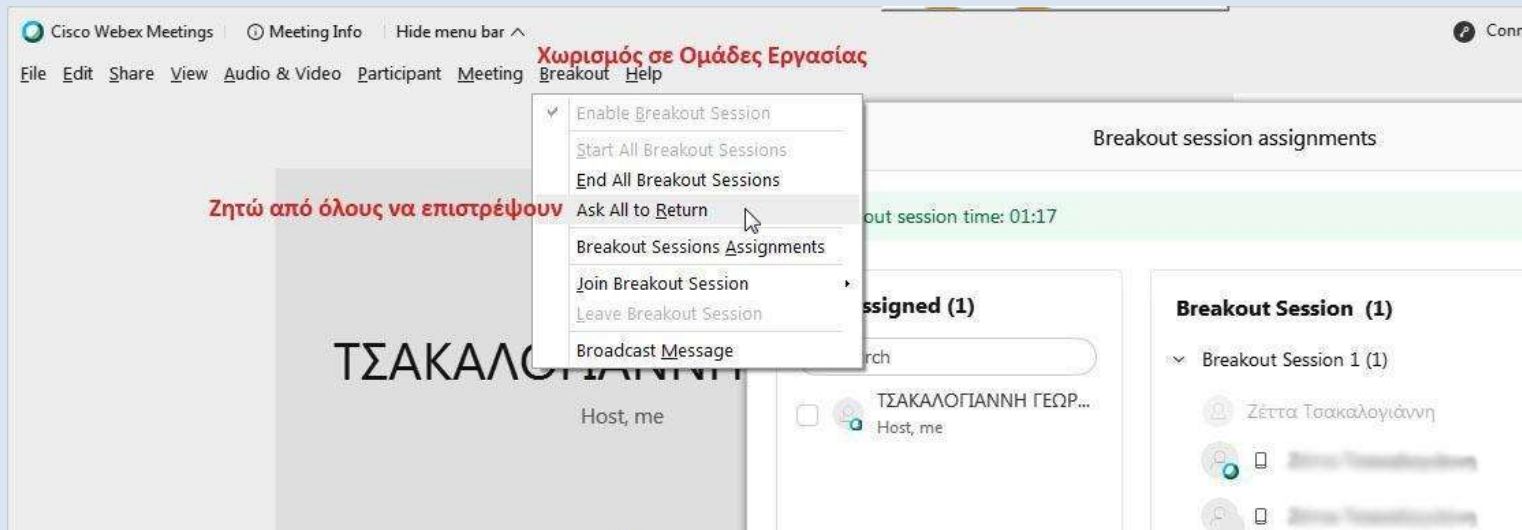 Cisco Webex Meetings Meeting Info Hide menu bar
Χωρισμός σε Ομάδες Εργασίας
File Edit Share View Audio & Video Participant Meeting Breakout Help
Enable Breakout Session
Start All Breakout Sessions
End All Breakout Sessions
Ζητώ από όλους να επιστρέψουν Ask All to Return
Breakout Sessions Assignments
Join Breakout Session
Leave Breakout Session
Broadcast Message
Host, me
Breakout session assignments
session time: 01:17
(1)
ΤΣΑΚΑΛΟΓΙΑΝΝΗ ΓΕΩΡ...
Host, me
Breakout Session (1)
Breakout Session 1 (1)
Ζέττα Τσακαλογιάννη